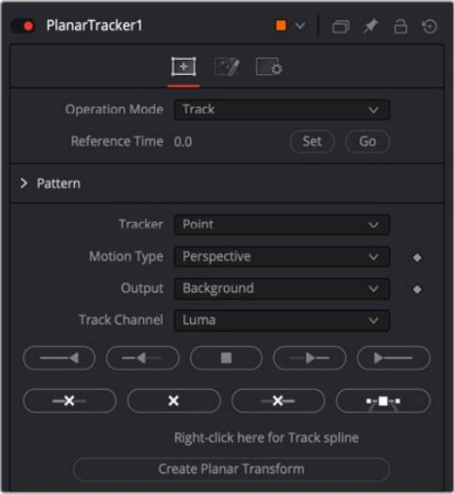 PlanarTracker1
Operation Mode Track
Reference Time 0.0 Set Go
Pattern
Tracker Point
Motion Type Perspective
Output Background
Track Channel Luma
Right-click here for Track spline
Create Planar Transform